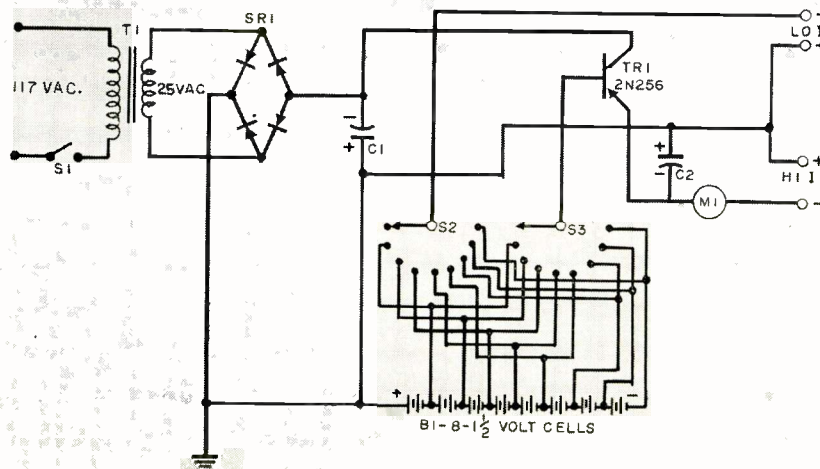 T1
SR1
117 VAC.
25VAC
S1
C1
TR1
2N256
LO I
-
+
C2
M1
HI I
+
-
S2
S3
-
+
+
-
+
-
B1-8-1½ VOLT CELLS